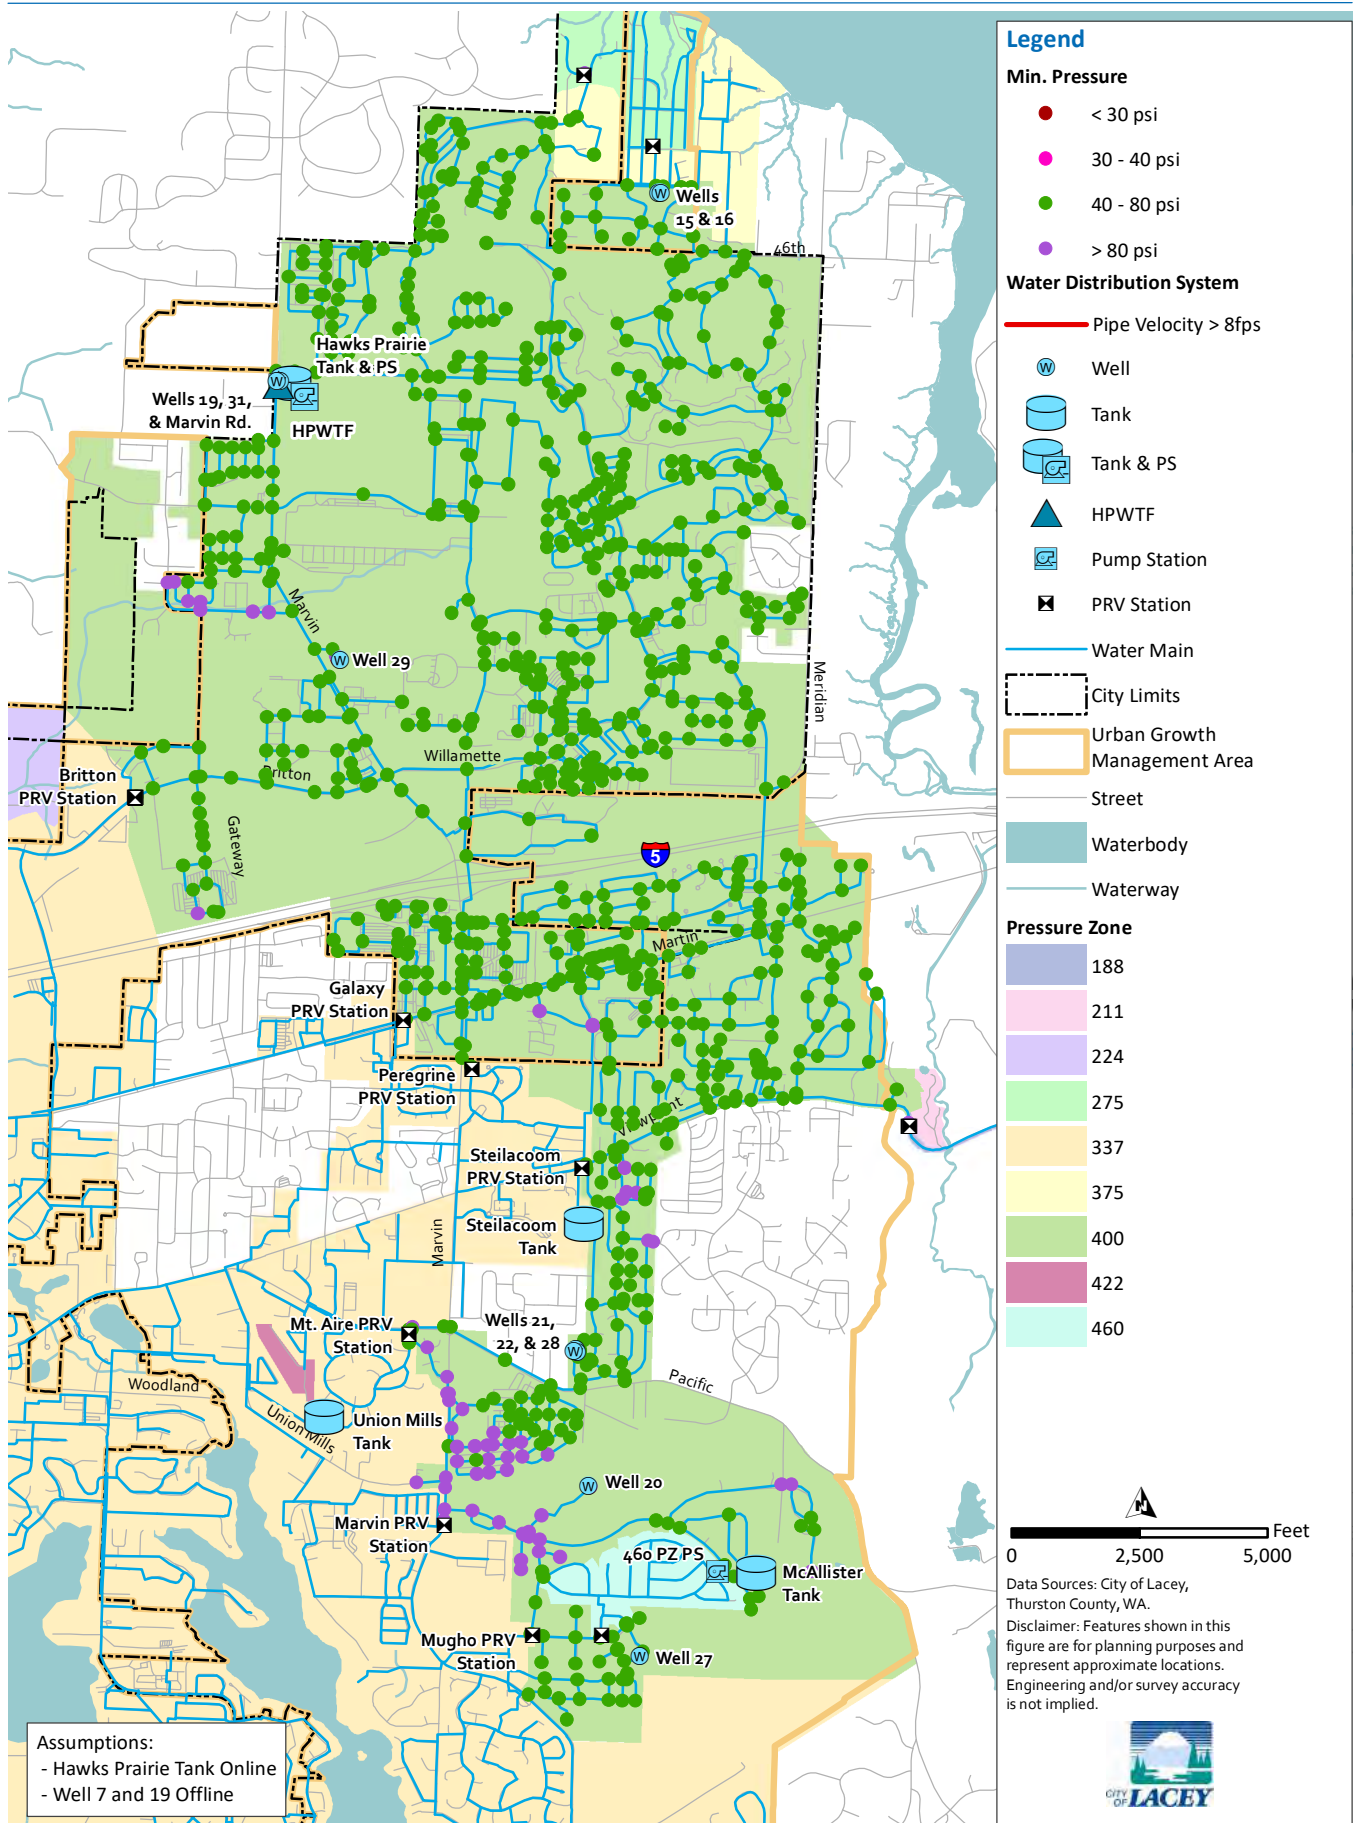 Legend
Min. Pressure
< 30 psi
30 - 40 psi
40 - 80 psi
> 80 psi
Water Distribution System
Pipe Velocity > 8fps
W Well
Tank
Tank & PS
HPWTF
Pump Station
PRV Station
Water Main
City Limits
Urban Growth
Management Area
Street
Waterbody
Waterway
Pressure Zone
188
211
224
275
337
375
400
422
460
N
Feet
0 2,500 5,000
Data Sources: City of Lacey,
Thurston County, WA.
Disclaimer: Features shown in this
figure are for planning purposes and
represent approximate locations.
Engineering and/or survey accuracy
is not implied.
CITY OF LACEY
W Wells
15 & 16
46th
Hawks Prairie
Tank & PS
W
Wells 19, 31,
& Marvin Rd.
HPWTF
Marvin
W Well 29
Meridian
Willamette
Britton
Britton
PRV Station
Gateway
5
Martin
Galaxy
PRV Station
Peregrine
PRV Station
Viewpoint
Steilacoom
PRV Station
Steilacoom
Tank
Marvin
Mt. Aire PRV
Station
Wells 21,
22, & 28
W
Pacific
Woodland
Union Mills
Union Mills
Tank
W Well 20
Marvin PRV
Station
460 PZ PS
McAllister
Tank
Mugho PRV
Station
W Well 27
Assumptions:
- Hawks Prairie Tank Online
- Well 7 and 19 Offline